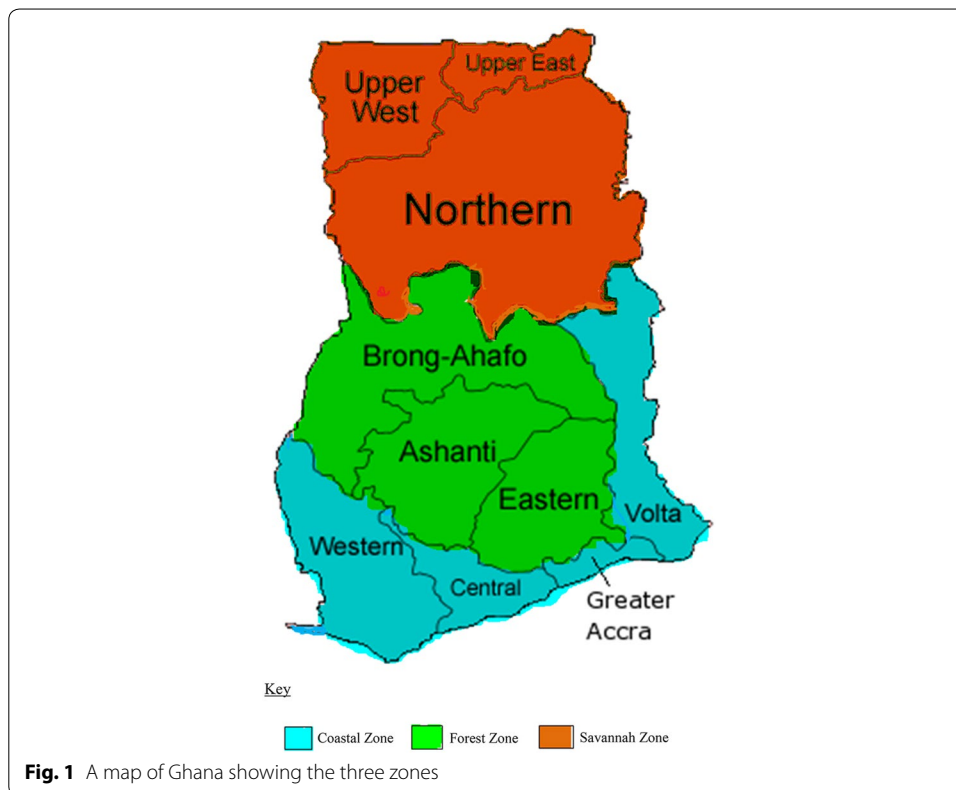 Upper East
Upper
West
Northern
Brong-Ahafo
Ashanti
Eastern
Volta
Western
Central
Greater
Accra
Key
Coastal Zone
Forest Zone
Savannah Zone
Fig. 1 A map of Ghana showing the three zones